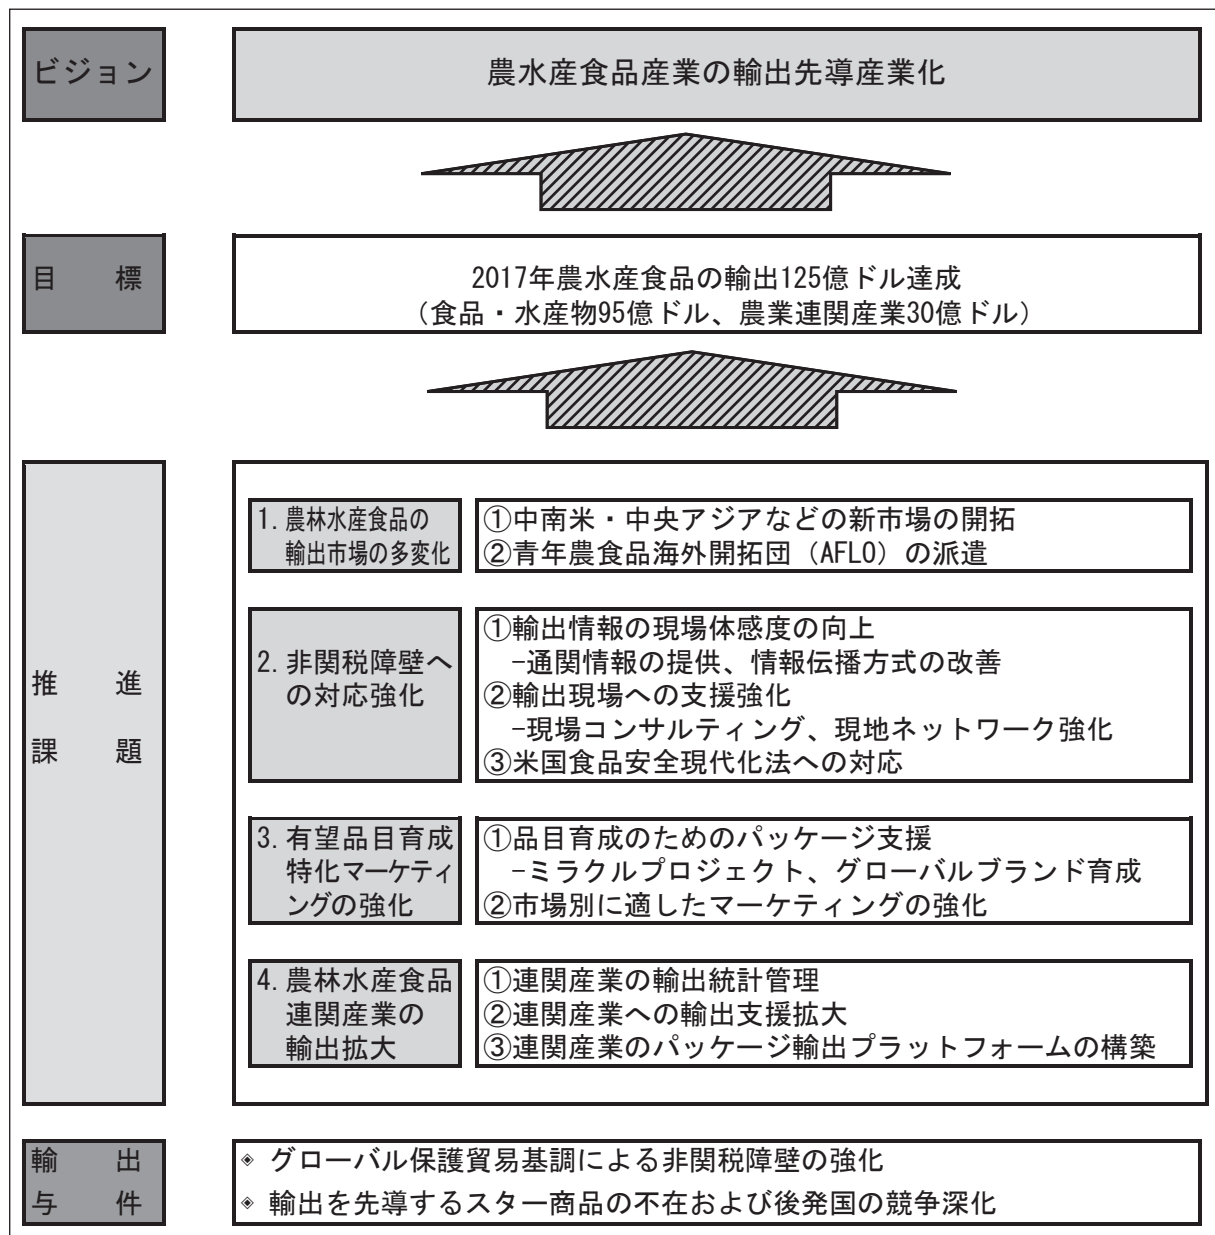 ビジョン
農水産食品産業の輸出先導産業化
目　標
2017年農水産食品の輸出125億ドル達成
（食品・水産物95億ドル、農業連関産業30億ドル）
推　進
課　題
1. 農林水産食品の
輸出市場の多変化
①中南米・中央アジアなどの新市場の開拓
②青年農食品海外開拓団（AFLO）の派遣
2. 非関税障壁へ
の対応強化
①輸出情報の現場体感度の向上
-通関情報の提供、情報伝播方式の改善
②輸出現場への支援強化
-現場コンサルティング、現地ネットワーク強化
③米国食品安全現代化法への対応
3. 有望品目育成
特化マーケティ
ングの強化
①品目育成のためのパッケージ支援
-ミラクルプロジェクト、グローバルブランド育成
②市場別に適したマーケティングの強化
4. 農林水産食品
連関産業の
輸出拡大
①連関産業の輸出統計管理
②連関産業への輸出支援拡大
③連関産業のパッケージ輸出プラットフォームの構築
輸　出
与　件
◈ グローバル保護貿易基調による非関税障壁の強化
◈ 輸出を先導するスター商品の不在および後発国の競争深化